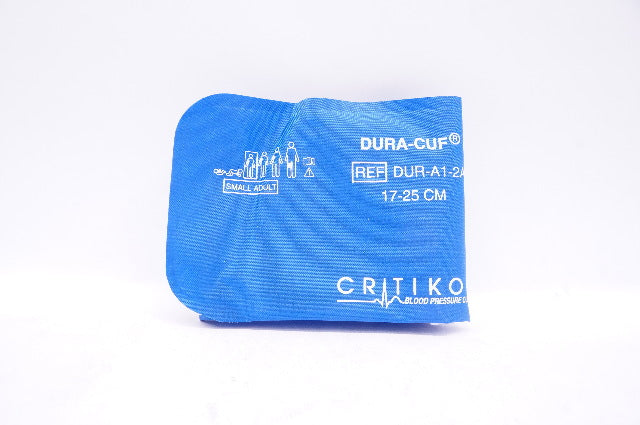 DURA-CUF®
REF DUR-A1-2A
17-25 CM
SMALL ADULT
CRITIKO
BLOOD PRESSURE